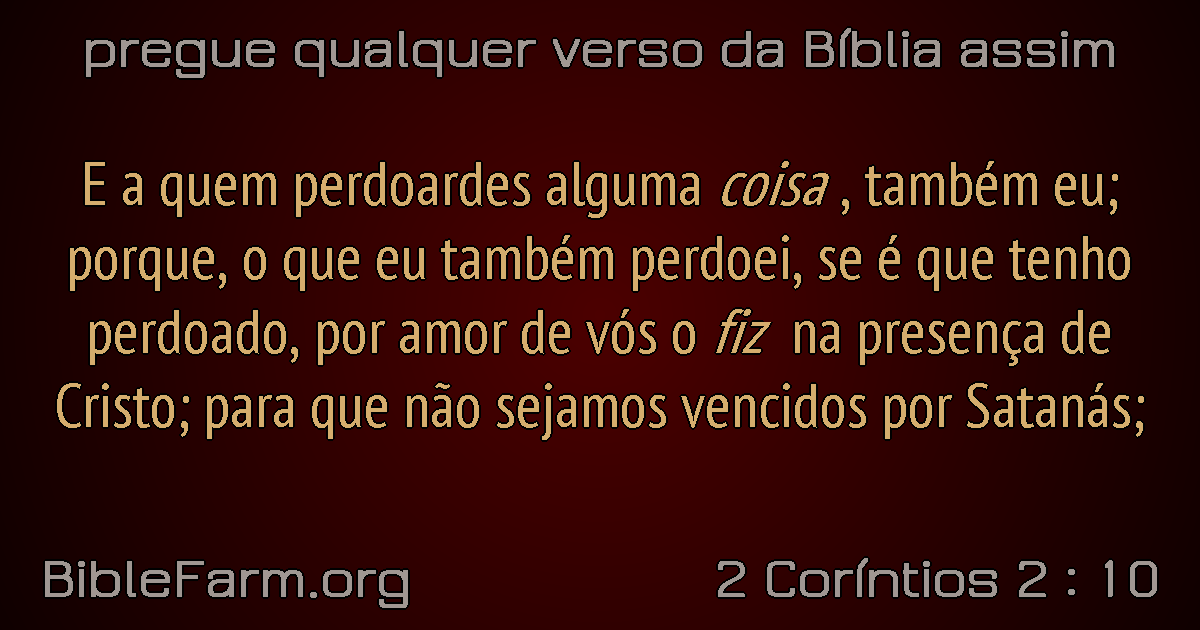 pregue qualquer verso da Bíblia assim
E a quem perdoardes alguma coisa , também eu;
porque, o que eu também perdoei, se é que tenho
perdoado, por amor de vós o fiz na presença de
Cristo; para que não sejamos vencidos por Satanás;
BibleFarm.org
2 Coríntios 2 : 10